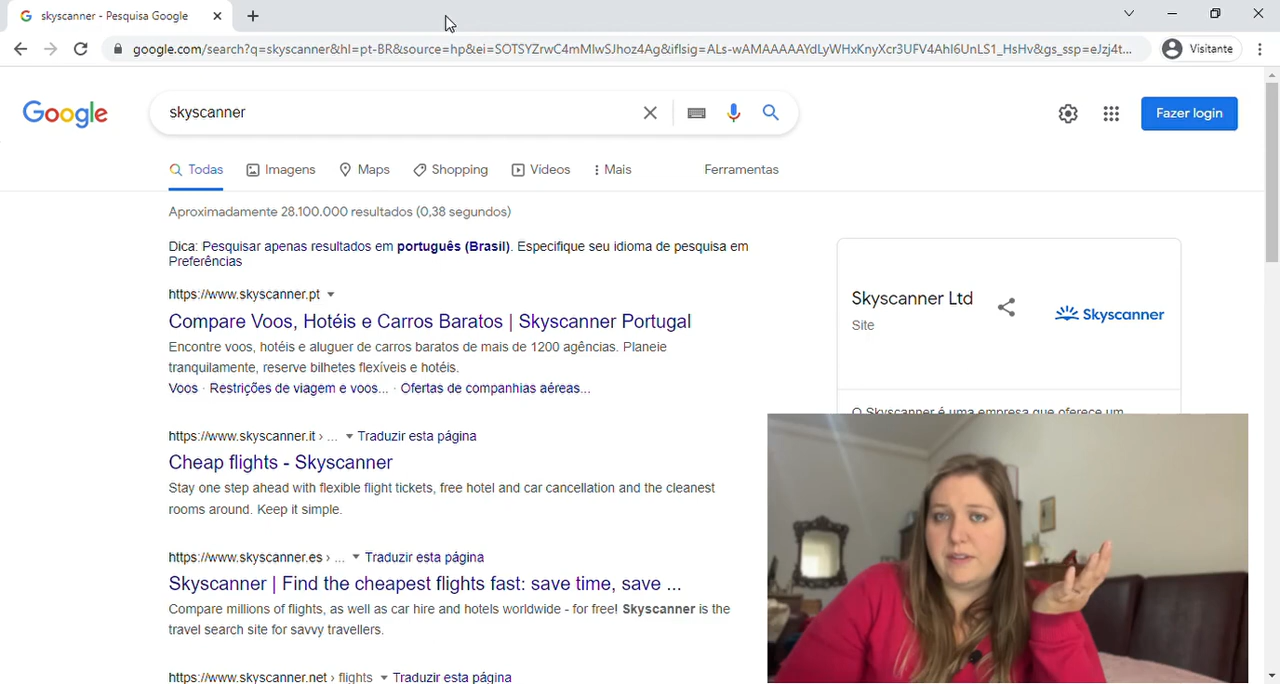 skyscanner - Pesquisa Google
google.com/search?q=skyscanner&hl=pt-BR&source=hp&ei=SOTSYZrwC4mMlwSJhoz4Ag&iflsig=ALs-wAMAAAAAYdLyWHxKnyXcr3UFV4AhI6UnLS1_HsHv&gs_ssp=eJzj4t...
Visitante
Google
skyscanner
Fazer login
Todas
Imagens
Maps
Shopping
Vídeos
Mais
Ferramentas
Aproximadamente 28.100.000 resultados (0,38 segundos)
Dica: Pesquisar apenas resultados em português (Brasil). Especifique seu idioma de pesquisa em
Preferências
https://www.skyscanner.pt
Compare Voos, Hotéis e Carros Baratos | Skyscanner Portugal
Encontre voos, hotéis e aluguer de carros baratos de mais de 1200 agências. Planeie
tranquilamente, reserve bilhetes flexíveis e hotéis.
Voos · Restrições de viagem e voos... · Ofertas de companhias aéreas...
https://www.skyscanner.it › ... Traduzir esta página
Cheap flights - Skyscanner
Stay one step ahead with flexible flight tickets, free hotel and car cancellation and the cleanest
rooms around. Keep it simple.
https://www.skyscanner.es › ... Traduzir esta página
Skyscanner | Find the cheapest flights fast: save time, save ...
Compare millions of flights, as well as car hire and hotels worldwide - for free! Skyscanner is the
travel search site for savvy travellers.
https://www.skyscanner.net › flights Traduzir esta página
Skyscanner Ltd
Site
Skyscanner
O Skyscanner é uma empresa que oferece um